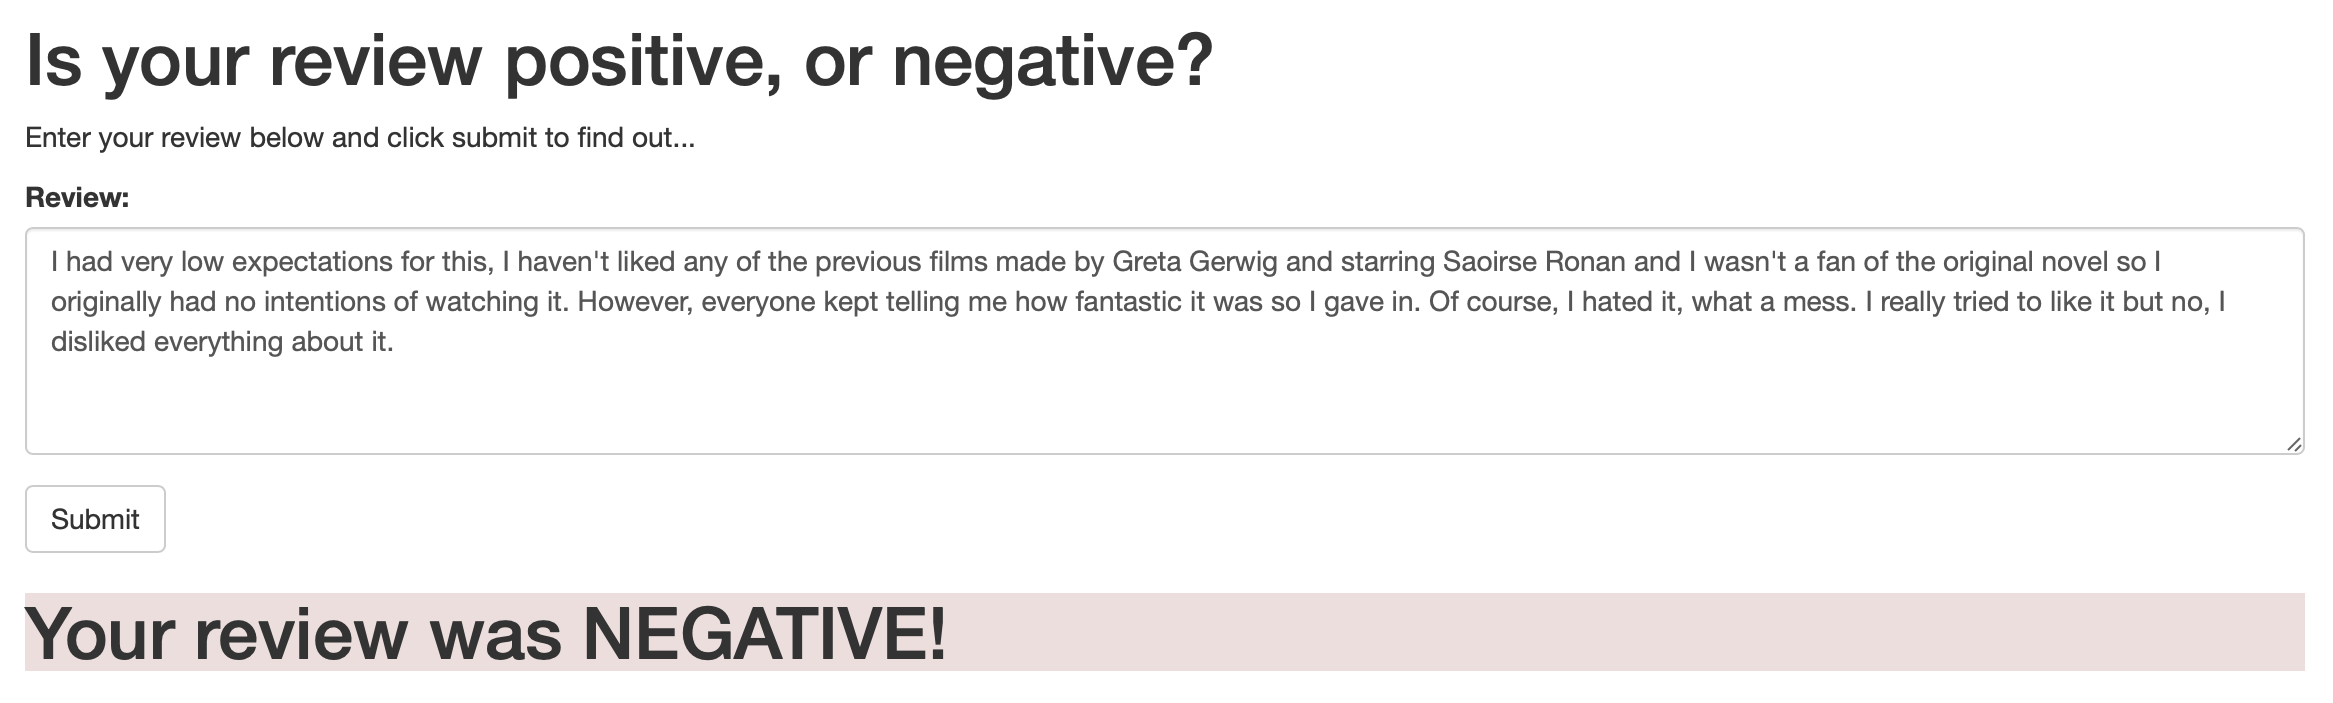 Is your review positive, or negative?
Enter your review below and click submit to find out...
Review:
I had very low expectations for this, I haven't liked any of the previous films made by Greta Gerwig and starring Saoirse Ronan and I wasn't a fan of the original novel so I
originally had no intentions of watching it. However, everyone kept telling me how fantastic it was so I gave in. Of course, I hated it, what a mess. I really tried to like it but no, I
disliked everything about it.
Submit
Your review was NEGATIVE!